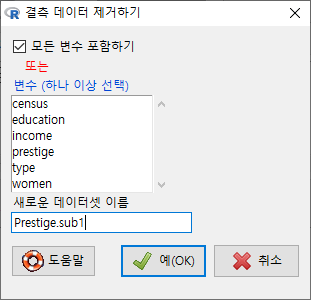 R 결측 데이터 제거하기
모든 변수 포함하기
또는
변수 (하나 이상 선택)
census
education
income
prestige
type
women
새로운 데이터셋 이름
Prestige.sub1
도움말
예(OK)
취소